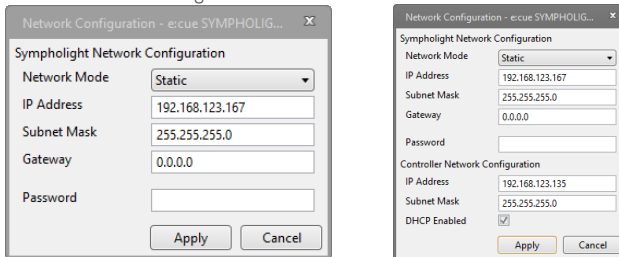 Network Configuration - e:cue SYMPHOLIG... X
Sympholight Network Configuration
Network Mode Static
IP Address 192.168.123.167
Subnet Mask 255.255.255.0
Gateway 0.0.0.0
Password
Apply Cancel
Network Configuration - e:cue SYMPHOLIG... X
Sympholight Network Configuration
Network Mode Static
IP Address 192.168.123.167
Subnet Mask 255.255.255.0
Gateway 0.0.0.0
Password
Controller Network Configuration
IP Address 192.168.123.135
Subnet Mask 255.255.255.0
DHCP Enabled
Apply Cancel